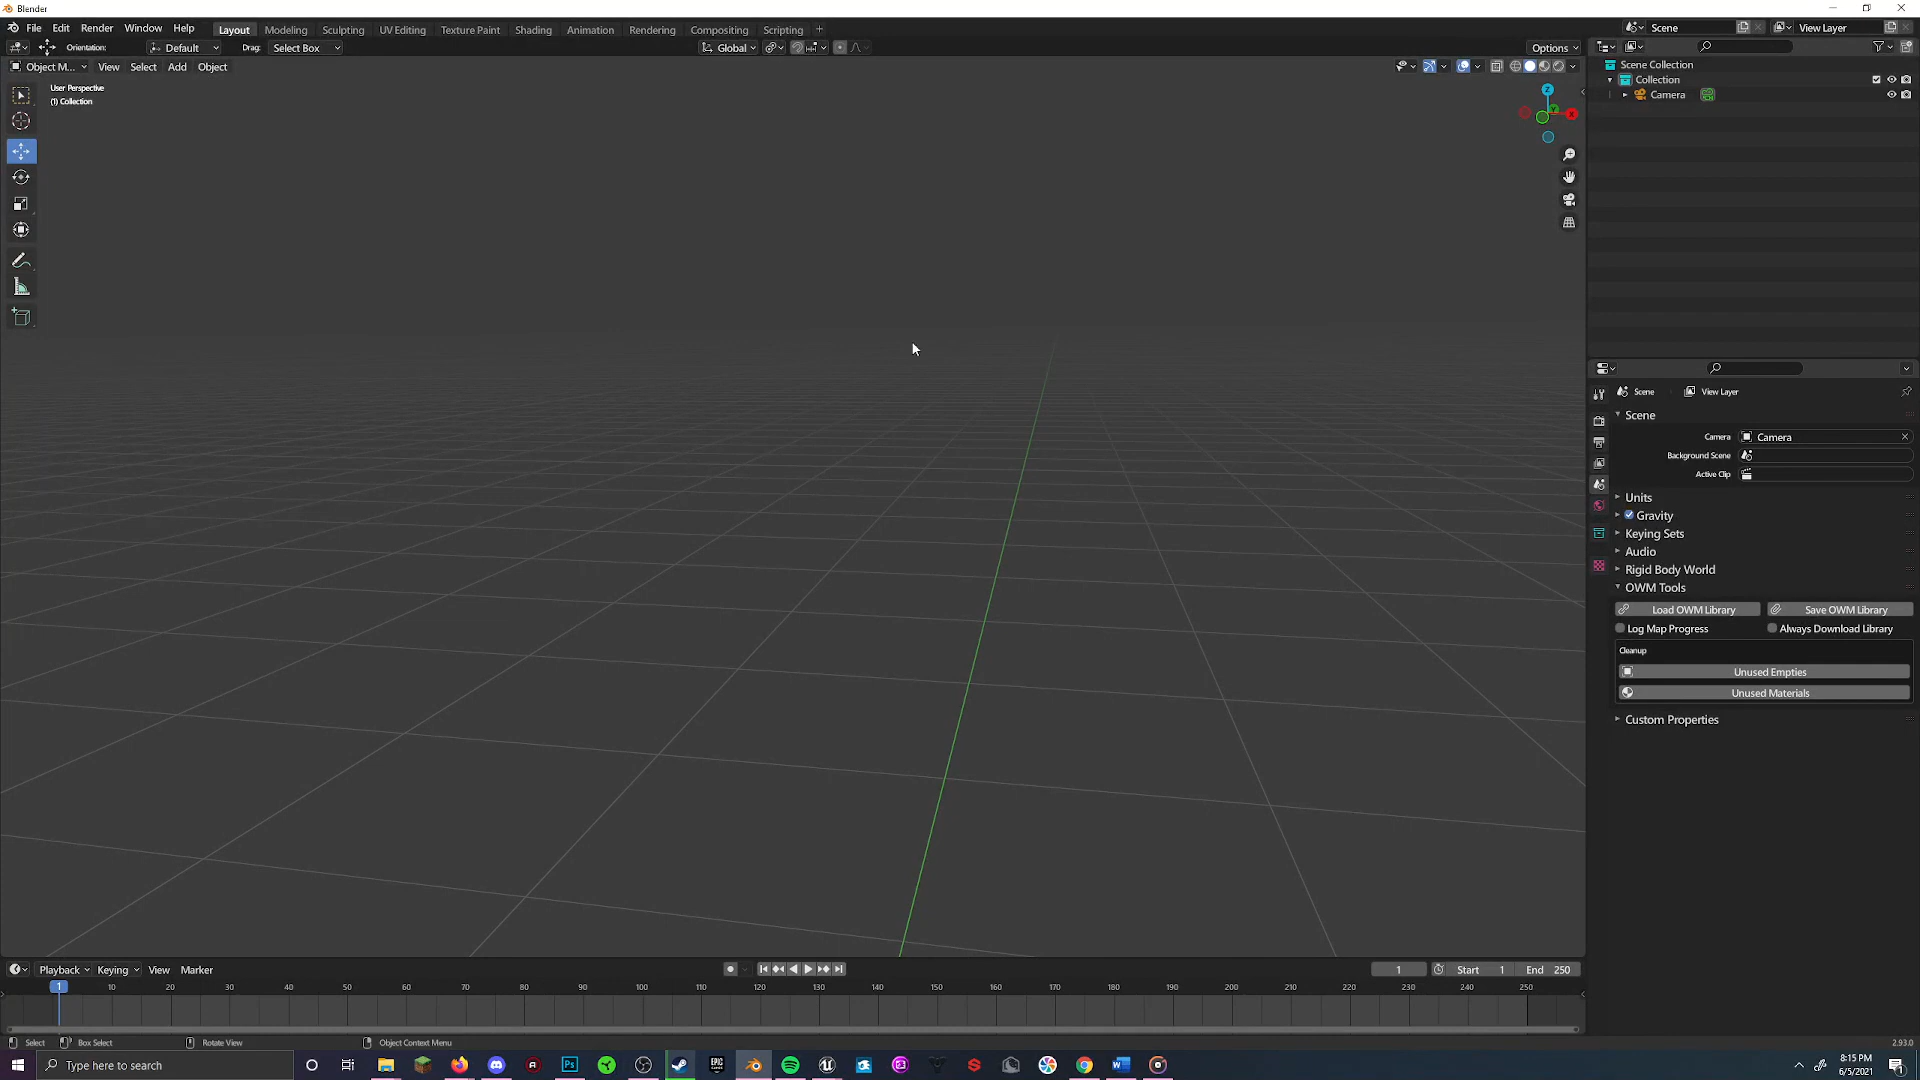 Blender
File Edit Render Window Help Layout Modeling Sculpting UV Editing Texture Paint Shading Animation Rendering Compositing Scripting + Scene View Layer
Orientation: Default Drag: Select Box Global Options
Object M... View Select Add Object
User Perspective
(1) Collection
Z
Y
X
Scene Collection
Collection
Camera
Scene View Layer
Scene
Camera Camera
Background Scene
Active Clip
Units
Gravity
Keying Sets
Audio
Rigid Body World
OWM Tools
Load OWM Library Save OWM Library
Log Map Progress Always Download Library
Cleanup
Unused Empties
Unused Materials
Custom Properties
Playback Keying View Marker 1 Start 1 End 250
1 10 20 30 40 50 60 70 80 90 100 110 120 130 140 150 160 170 180 190 200 210 220 230 240 250
Select Box Select Rotate View Object Context Menu 2.93.0
Type here to search Ps EPIC GAMES W 8:15 PM
6/5/2021 1